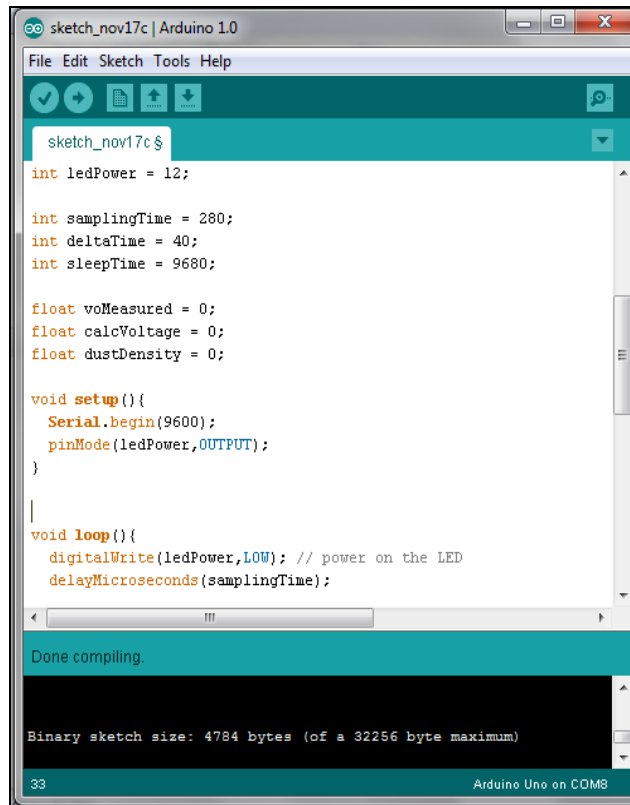 sketch_nov17c | Arduino 1.0
File Edit Sketch Tools Help
sketch_nov17c §
int ledPower = 12;
int samplingTime = 280;
int deltaTime = 40;
int sleepTime = 9680;
float voMeasured = 0;
float calcVoltage = 0;
float dustDensity = 0;
void setup(){
  Serial.begin(9600);
  pinMode(ledPower,OUTPUT);
}
void loop(){
  digitalWrite(ledPower,LOW); // power on the LED
  delayMicroseconds(samplingTime);
Done compiling.
Binary sketch size: 4784 bytes (of a 32256 byte maximum)
33 Arduino Uno on COM8